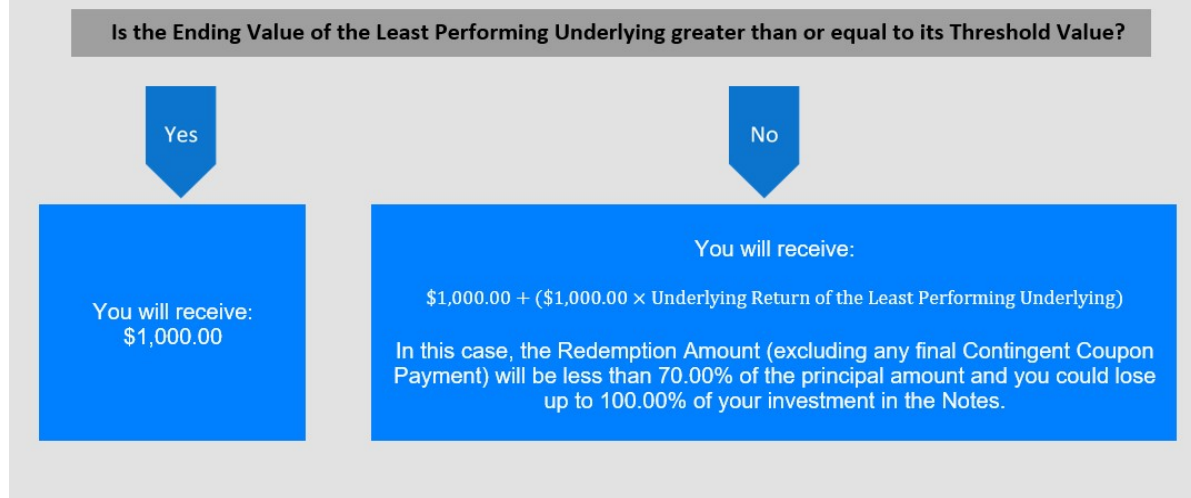 Is the Ending Value of the Least Performing Underlying greater than or equal to its Threshold Value?
Yes
No
You will receive:
$1,000.00
You will receive:
$1,000.00 + ($1,000.00 × Underlying Return of the Least Performing Underlying)
In this case, the Redemption Amount (excluding any final Contingent Coupon
Payment) will be less than 70.00% of the principal amount and you could lose
up to 100.00% of your investment in the Notes.